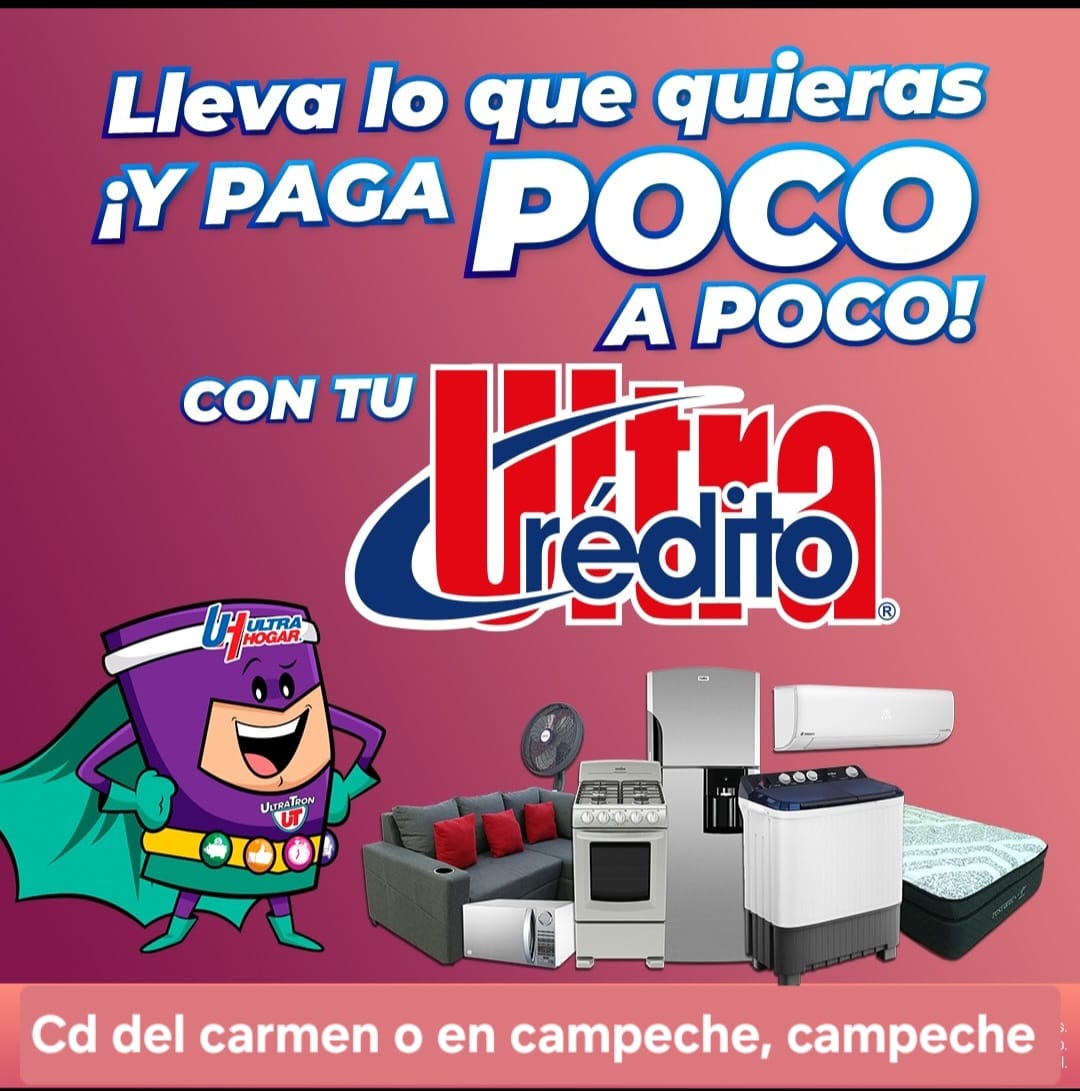 Lleva lo que quieras
¡Y PAGA POCO
A POCO!
CON TU
Ultra
Crédito
®
UH ULTRA
HOGAR
ULTRATRON
UT
Cd del carmen o en campeche, campeche